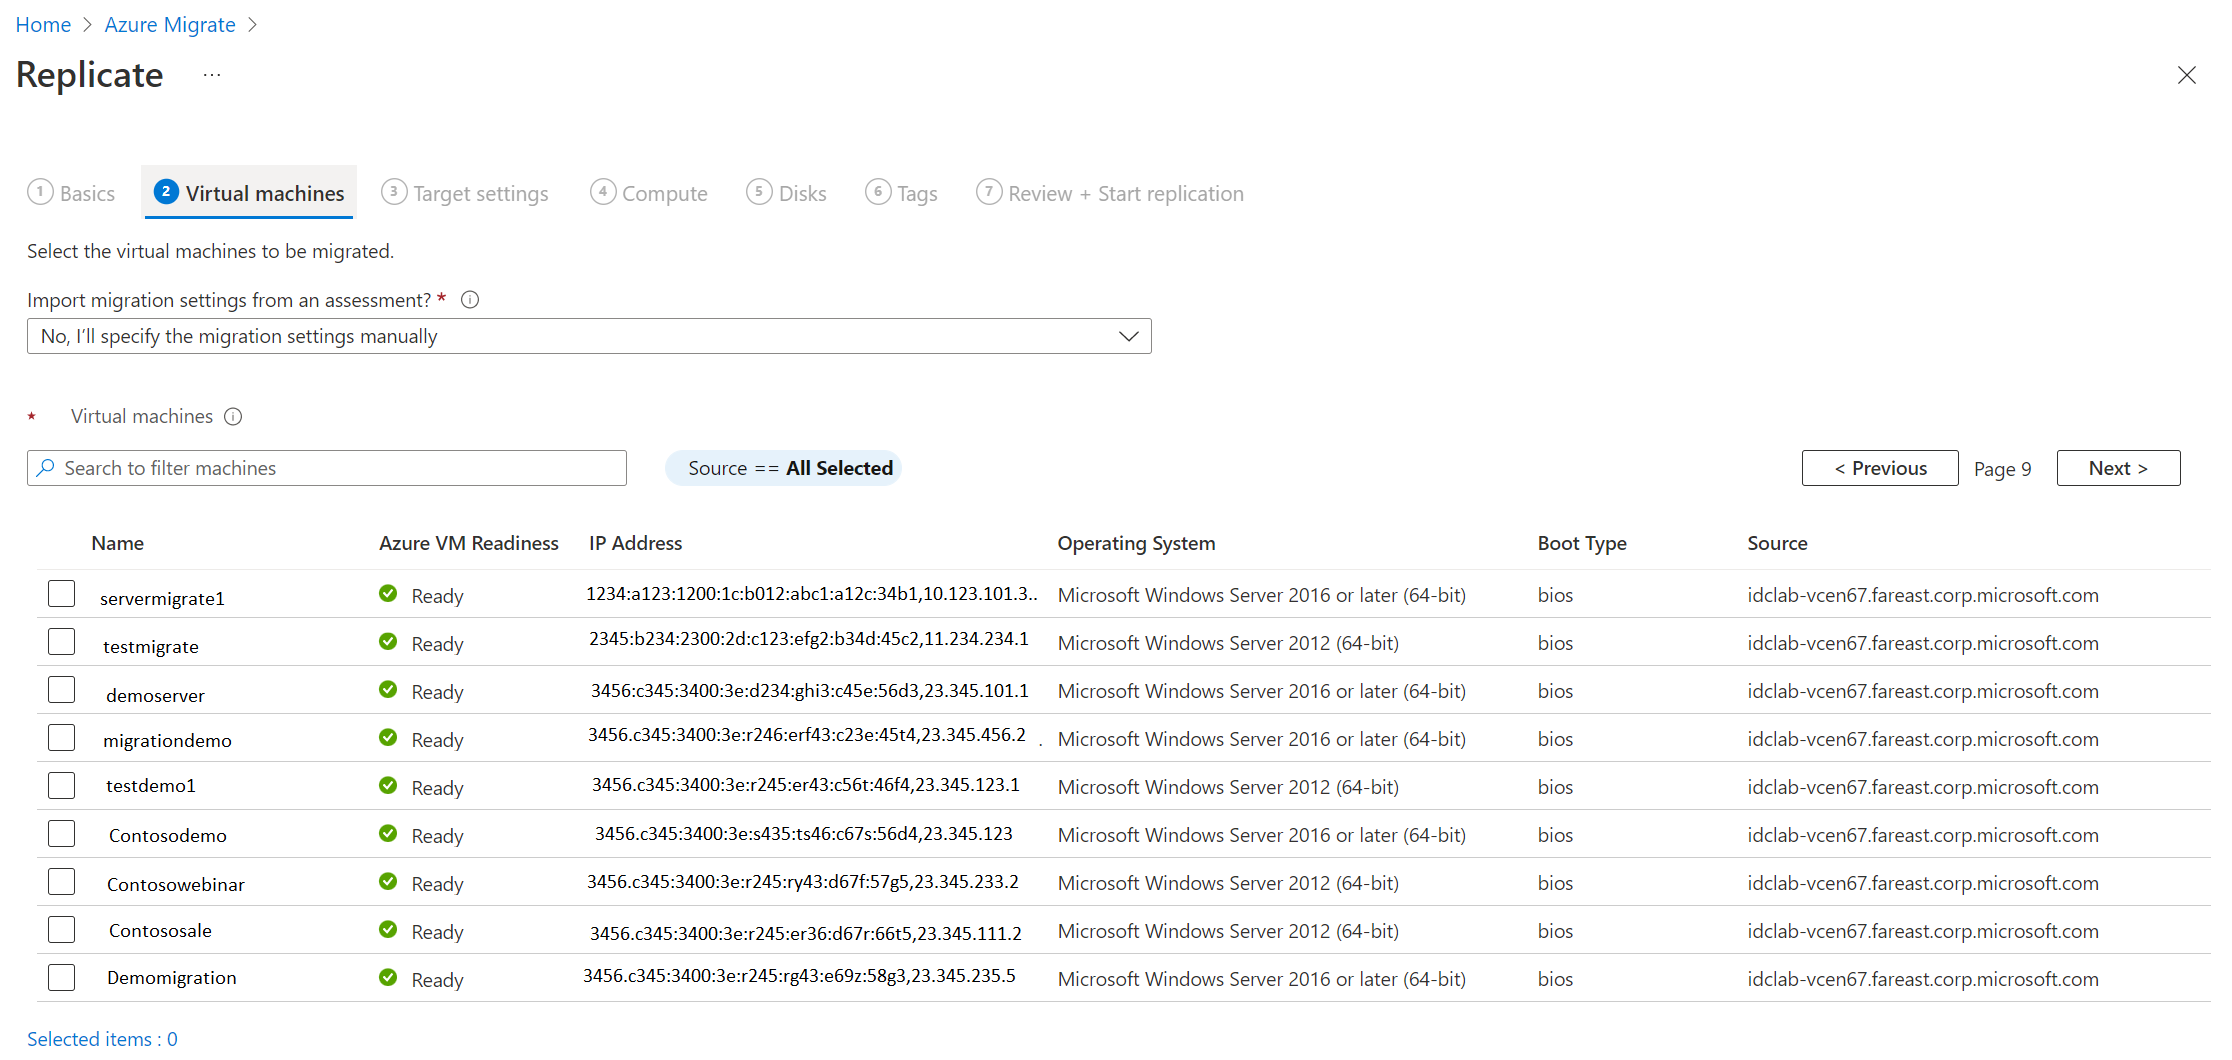 Home > Azure Migrate >
Replicate ...
1 Basics 2 Virtual machines 3 Target settings 4 Compute 5 Disks 6 Tags 7 Review + Start replication
Select the virtual machines to be migrated.
Import migration settings from an assessment? *
No, I'll specify the migration settings manually
* Virtual machines
Search to filter machines Source == All Selected < Previous Page 9 Next >
Name Azure VM Readiness IP Address Operating System Boot Type Source
servermigrate1 Ready 1234:a123:1200:1c:b012:abc1:a12c:34b1,10.123.101.3.. Microsoft Windows Server 2016 or later (64-bit) bios idclab-vcen67.fareast.corp.microsoft.com
testmigrate Ready 2345:b234:2300:2d:c123:efg2:b34d:45c2,11.234.234.1 Microsoft Windows Server 2012 (64-bit) bios idclab-vcen67.fareast.corp.microsoft.com
demoserver Ready 3456:c345:3400:3e:d234:ghi3:c45e:56d3,23.345.101.1 Microsoft Windows Server 2016 or later (64-bit) bios idclab-vcen67.fareast.corp.microsoft.com
migrationdemo Ready 3456.c345:3400:3e:r246:erf43:c23e:45t4,23.345.456.2 . Microsoft Windows Server 2016 or later (64-bit) bios idclab-vcen67.fareast.corp.microsoft.com
testdemo1 Ready 3456.c345:3400:3e:r245:er43:c56t:46f4,23.345.123.1 Microsoft Windows Server 2012 (64-bit) bios idclab-vcen67.fareast.corp.microsoft.com
Contosodemo Ready 3456.c345:3400:3e:s435:ts46:c67s:56d4,23.345.123 Microsoft Windows Server 2016 or later (64-bit) bios idclab-vcen67.fareast.corp.microsoft.com
Contosowebinar Ready 3456.c345:3400:3e:r245:ry43:d67f:57g5,23.345.233.2 Microsoft Windows Server 2012 (64-bit) bios idclab-vcen67.fareast.corp.microsoft.com
Contososale Ready 3456.c345:3400:3e:r245:er36:d67r:66t5,23.345.111.2 Microsoft Windows Server 2012 (64-bit) bios idclab-vcen67.fareast.corp.microsoft.com
Demomigration Ready 3456.c345:3400:3e:r245:rg43:e69z:58g3,23.345.235.5 Microsoft Windows Server 2016 or later (64-bit) bios idclab-vcen67.fareast.corp.microsoft.com
Selected items : 0